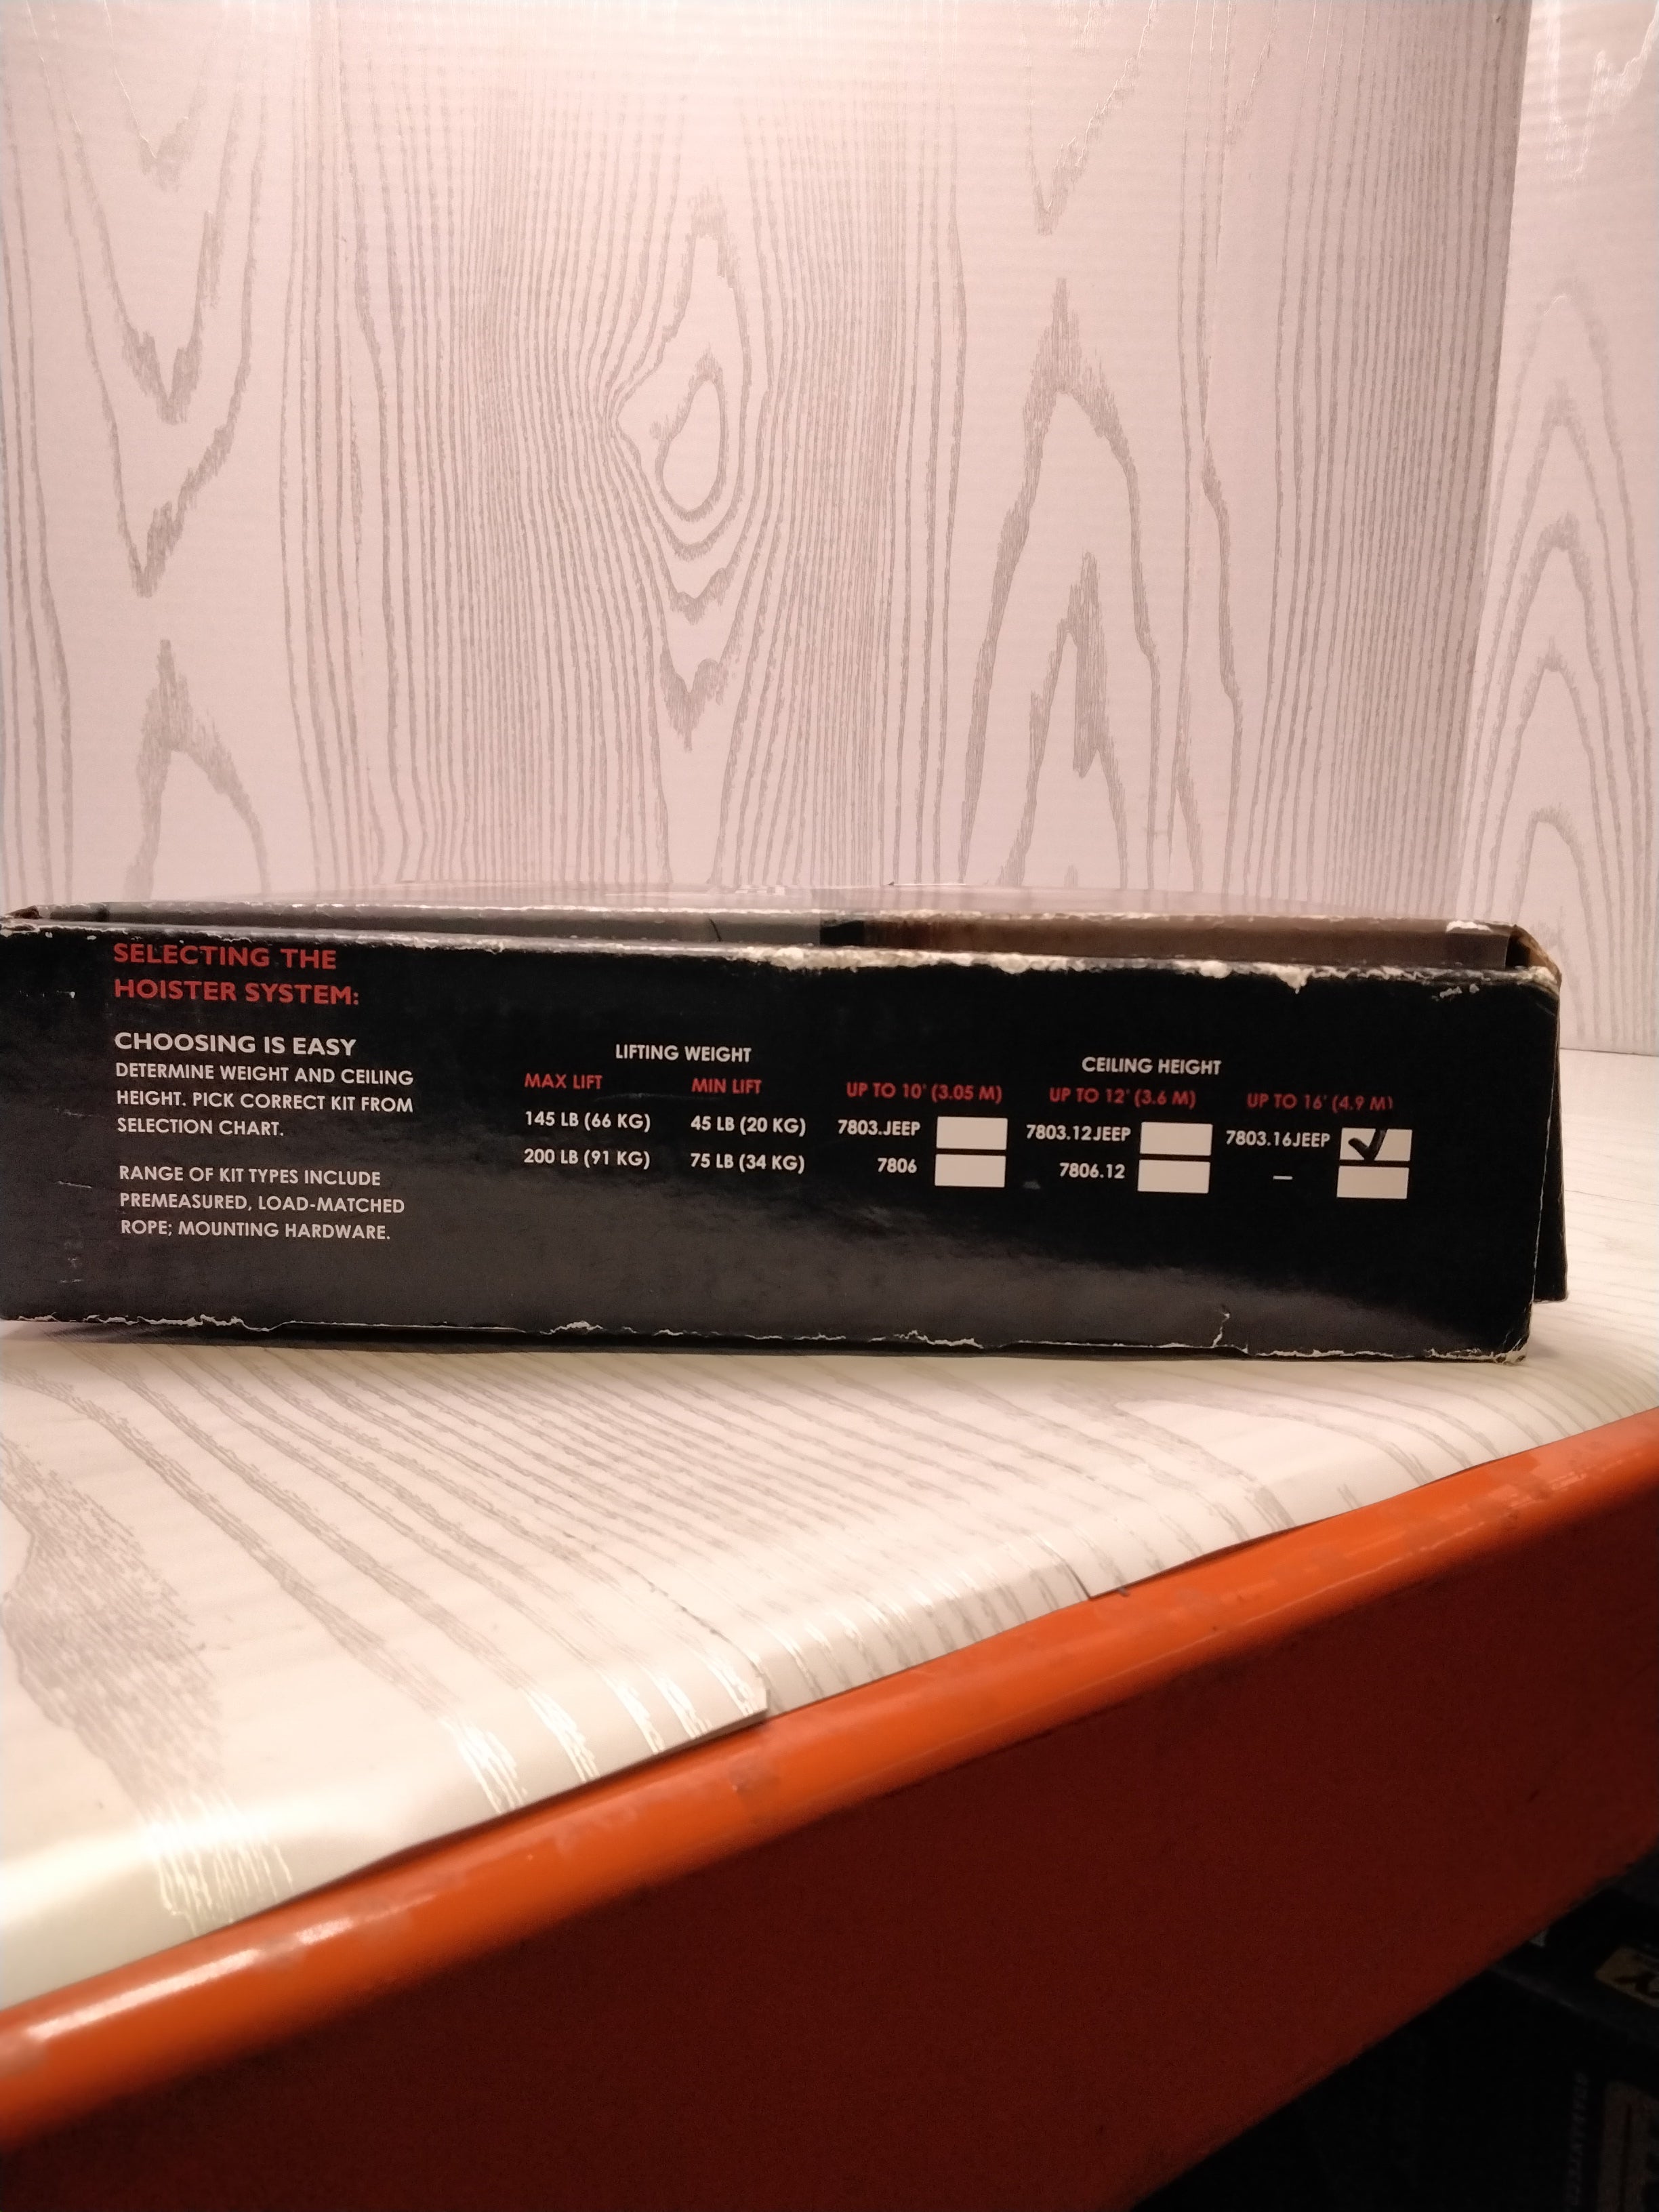 SELECTING THE
HOISTER SYSTEM:
CHOOSING IS EASY
DETERMINE WEIGHT AND CEILING
HEIGHT. PICK CORRECT KIT FROM
SELECTION CHART.
RANGE OF KIT TYPES INCLUDE
PREMEASURED, LOAD-MATCHED
ROPE; MOUNTING HARDWARE.
LIFTING WEIGHT CEILING HEIGHT
MAX LIFT MIN LIFT UP TO 10' (3.05 M) UP TO 12' (3.6 M) UP TO 16' (4.9 M)
145 LB (66 KG) 45 LB (20 KG) 7803.JEEP 7803.12JEEP 7803.16JEEP ✓
200 LB (91 KG) 75 LB (34 KG) 7806 7806.12 –